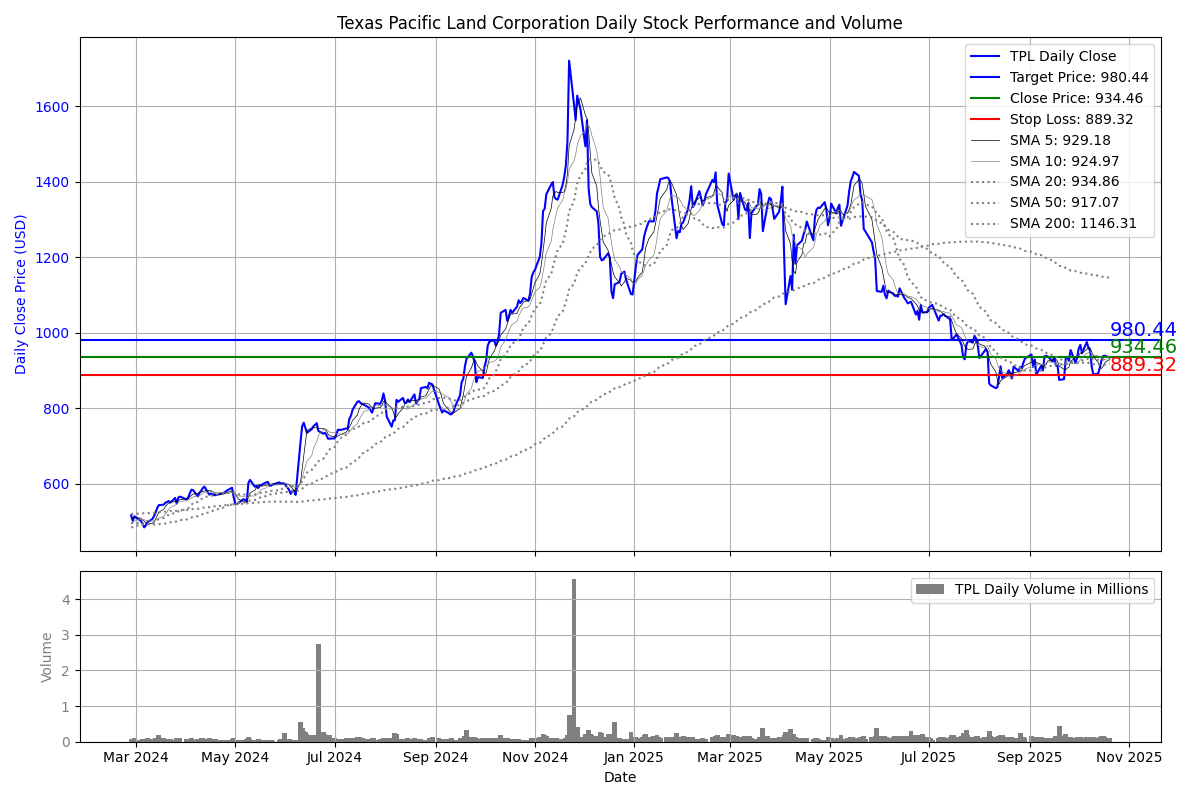 Texas Pacific Land Corporation Daily Stock Performance and Volume
Daily Close Price (USD)
1600
1400
1200
1000
800
600
TPL Daily Close
Target Price: 980.44
Close Price: 934.46
Stop Loss: 889.32
SMA 5: 929.18
SMA 10: 924.97
SMA 20: 934.86
SMA 50: 917.07
SMA 200: 1146.31
980.44
934.46
889.32
Volume
4
3
2
1
0
TPL Daily Volume in Millions
Mar 2024 May 2024 Jul 2024 Sep 2024 Nov 2024 Jan 2025 Mar 2025 May 2025 Jul 2025 Sep 2025 Nov 2025
Date